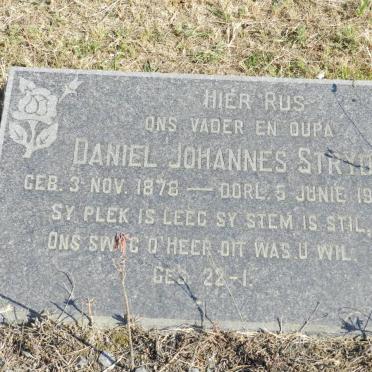 HIER RUS
ONS VADER EN OUPA
DANIEL JOHANNES STRYD
GEB. 3 NOV. 1878 — OORL. 5 JUNIE 19
SY PLEK IS LEEG SY STEM IS STIL,
ONS SWYG O' HEER DIT WAS U WIL.
GES. 22-1.